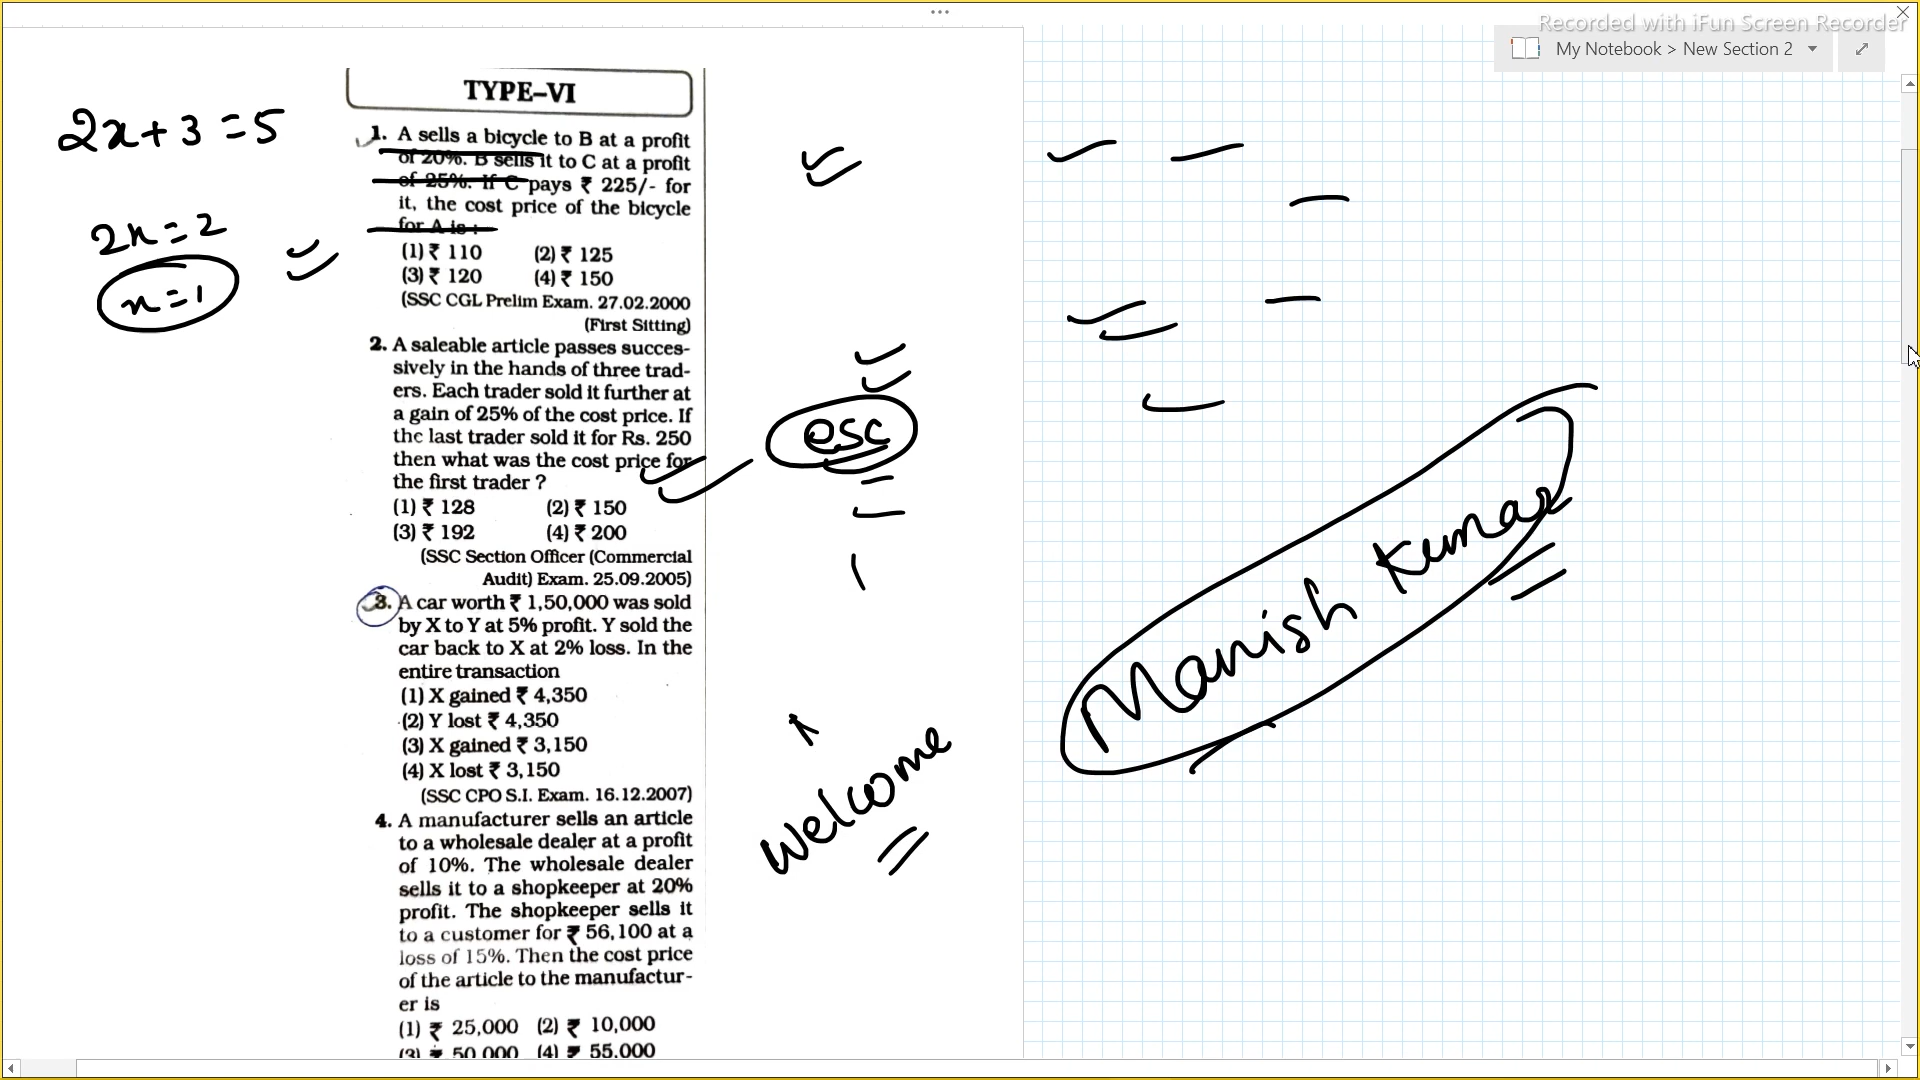 Recorded with iFun Screen Recorder
My Notebook > New Section 2
2x+3=5
2x=2
x=1
TYPE–VI
1. A sells a bicycle to B at a profit
of 20%. B sells it to C at a profit
of 25%. If C pays ₹ 225/- for
it, the cost price of the bicycle
for A is :
(1) ₹ 110 (2) ₹ 125
(3) ₹ 120 (4) ₹ 150
(SSC CGL Prelim Exam. 27.02.2000
(First Sitting)
2. A saleable article passes succes-
sively in the hands of three trad-
ers. Each trader sold it further at
a gain of 25% of the cost price. If
the last trader sold it for Rs. 250
then what was the cost price for
the first trader ?
(1) ₹ 128 (2) ₹ 150
(3) ₹ 192 (4) ₹ 200
(SSC Section Officer (Commercial
Audit) Exam. 25.09.2005)
3. A car worth ₹ 1,50,000 was sold
by X to Y at 5% profit. Y sold the
car back to X at 2% loss. In the
entire transaction
(1) X gained ₹ 4,350
(2) Y lost ₹ 4,350
(3) X gained ₹ 3,150
(4) X lost ₹ 3,150
(SSC CPO S.I. Exam. 16.12.2007)
4. A manufacturer sells an article
to a wholesale dealer at a profit
of 10%. The wholesale dealer
sells it to a shopkeeper at 20%
profit. The shopkeeper sells it
to a customer for ₹ 56,100 at a
loss of 15%. Then the cost price
of the article to the manufactur-
er is
(1) ₹ 25,000 (2) ₹ 10,000
(3) ₹ 50,000 (4) ₹ 55,000
esc
Welcome
Manish Kumar